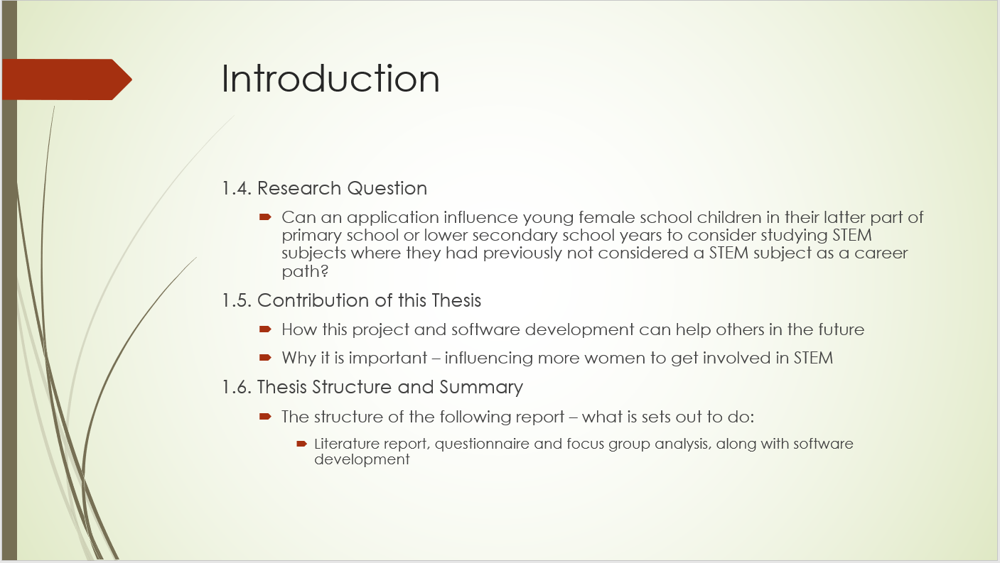 Introduction
1.4. Research Question
Can an application influence young female school children in their latter part of
primary school or lower secondary school years to consider studying STEM
subjects where they had previously not considered a STEM subject as a career
path?
1.5. Contribution of this Thesis
How this project and software development can help others in the future
Why it is important – influencing more women to get involved in STEM
1.6. Thesis Structure and Summary
The structure of the following report – what is sets out to do:
Literature report, questionnaire and focus group analysis, along with software
development